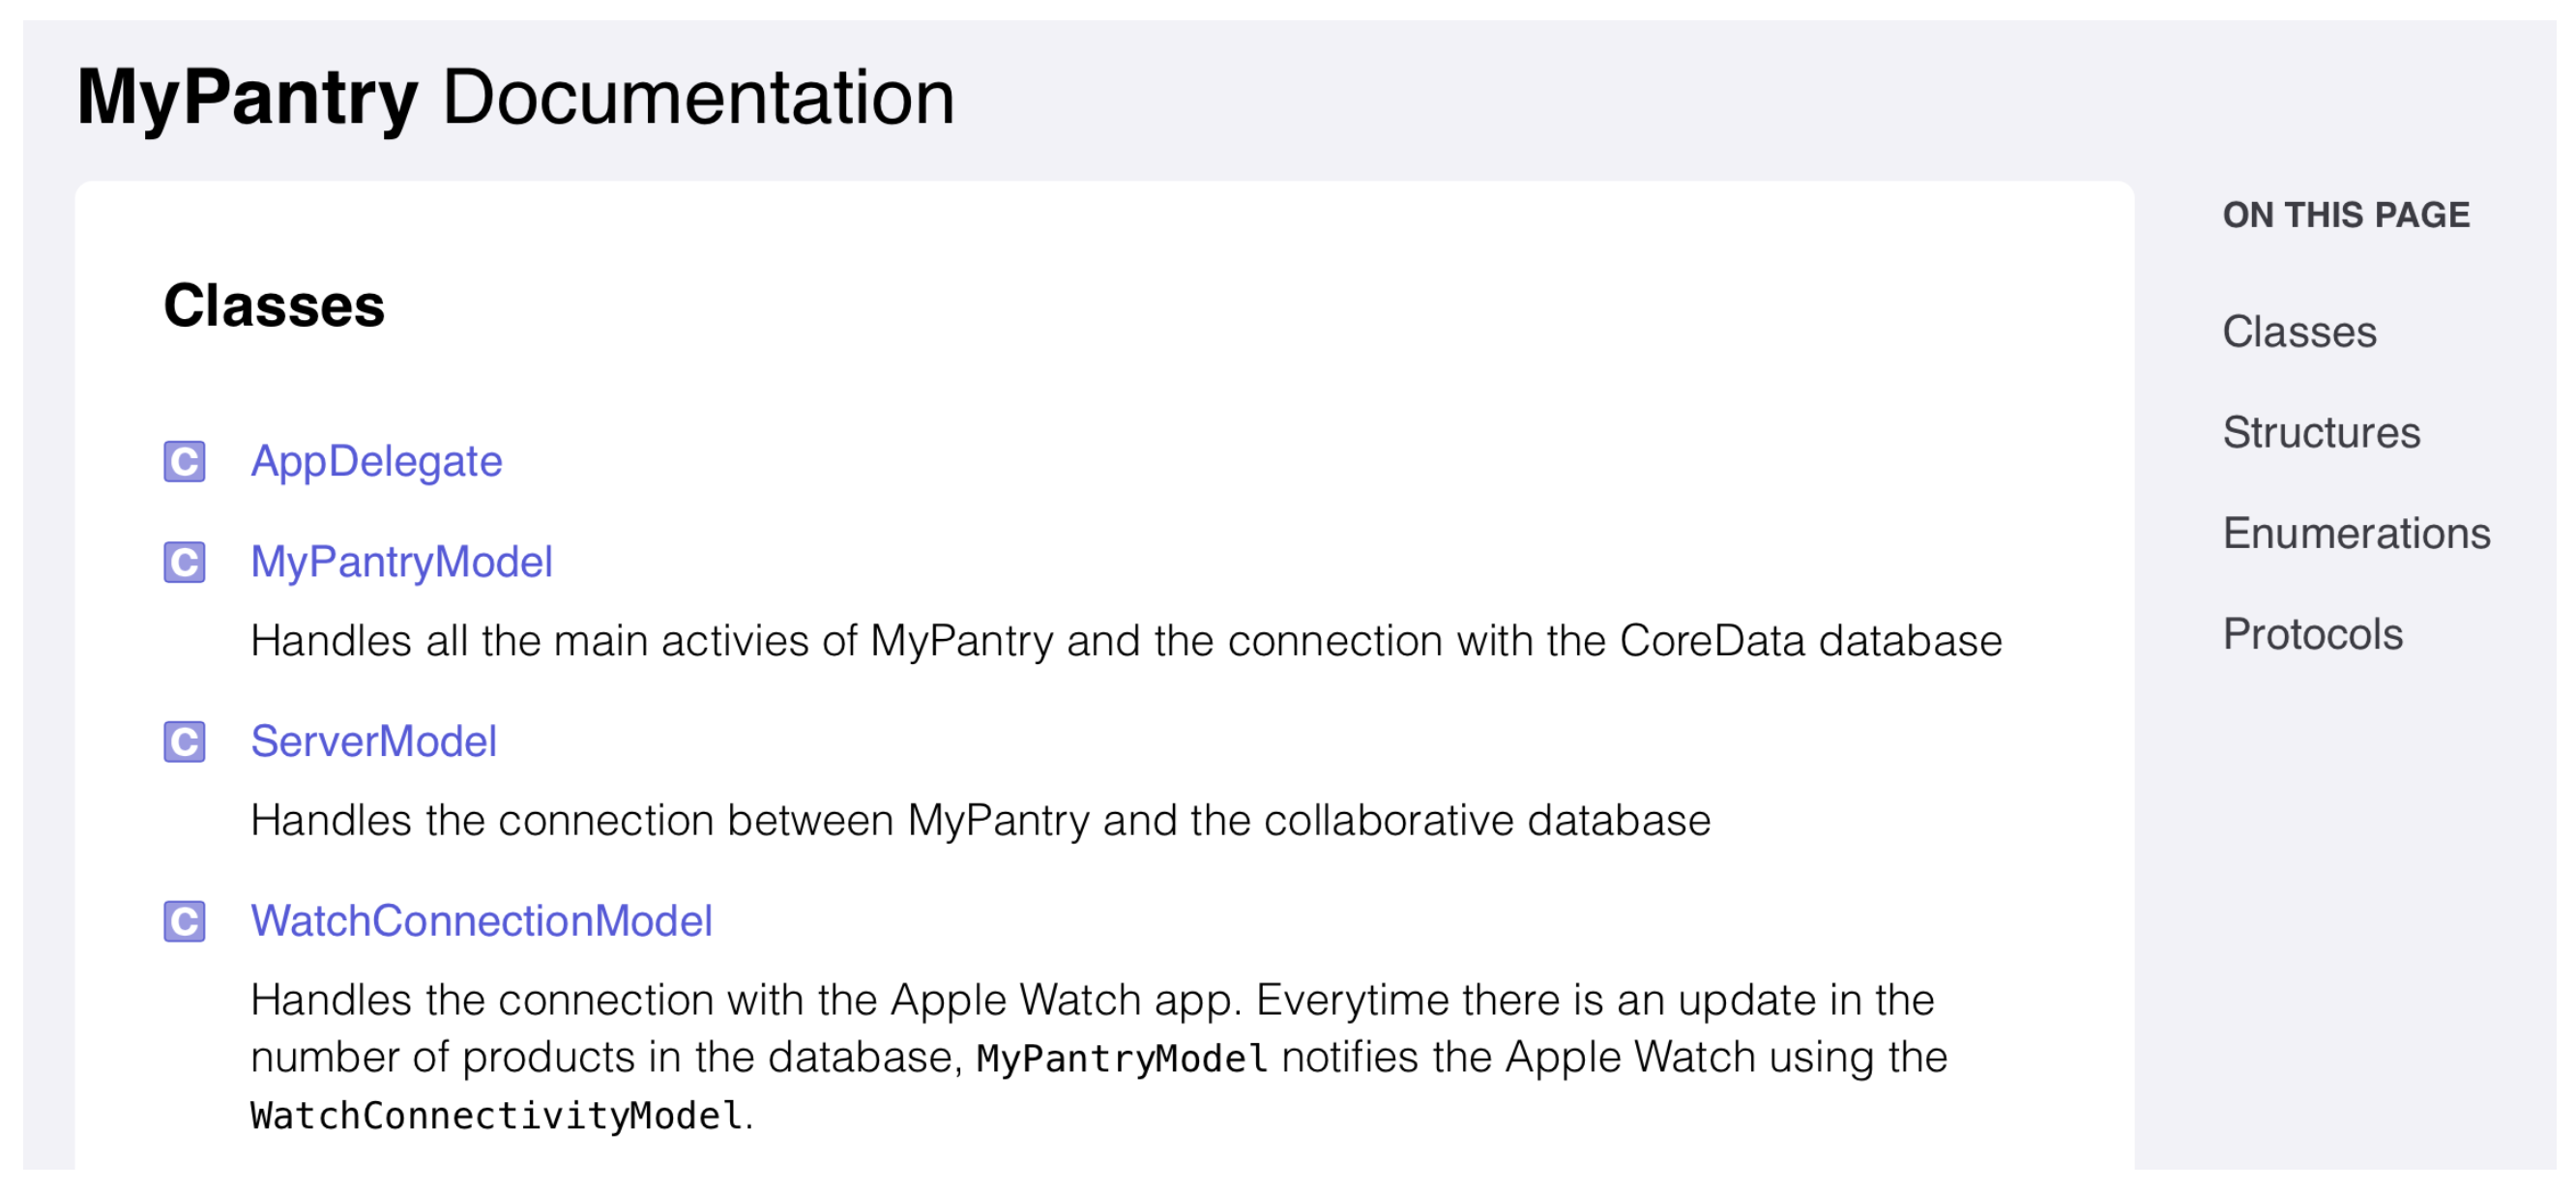 MyPantry Documentation
Classes
C AppDelegate
C MyPantryModel
Handles all the main activies of MyPantry and the connection with the CoreData database
C ServerModel
Handles the connection between MyPantry and the collaborative database
C WatchConnectionModel
Handles the connection with the Apple Watch app. Everytime there is an update in the
number of products in the database, MyPantryModel notifies the Apple Watch using the
WatchConnectivityModel.
ON THIS PAGE
Classes
Structures
Enumerations
Protocols